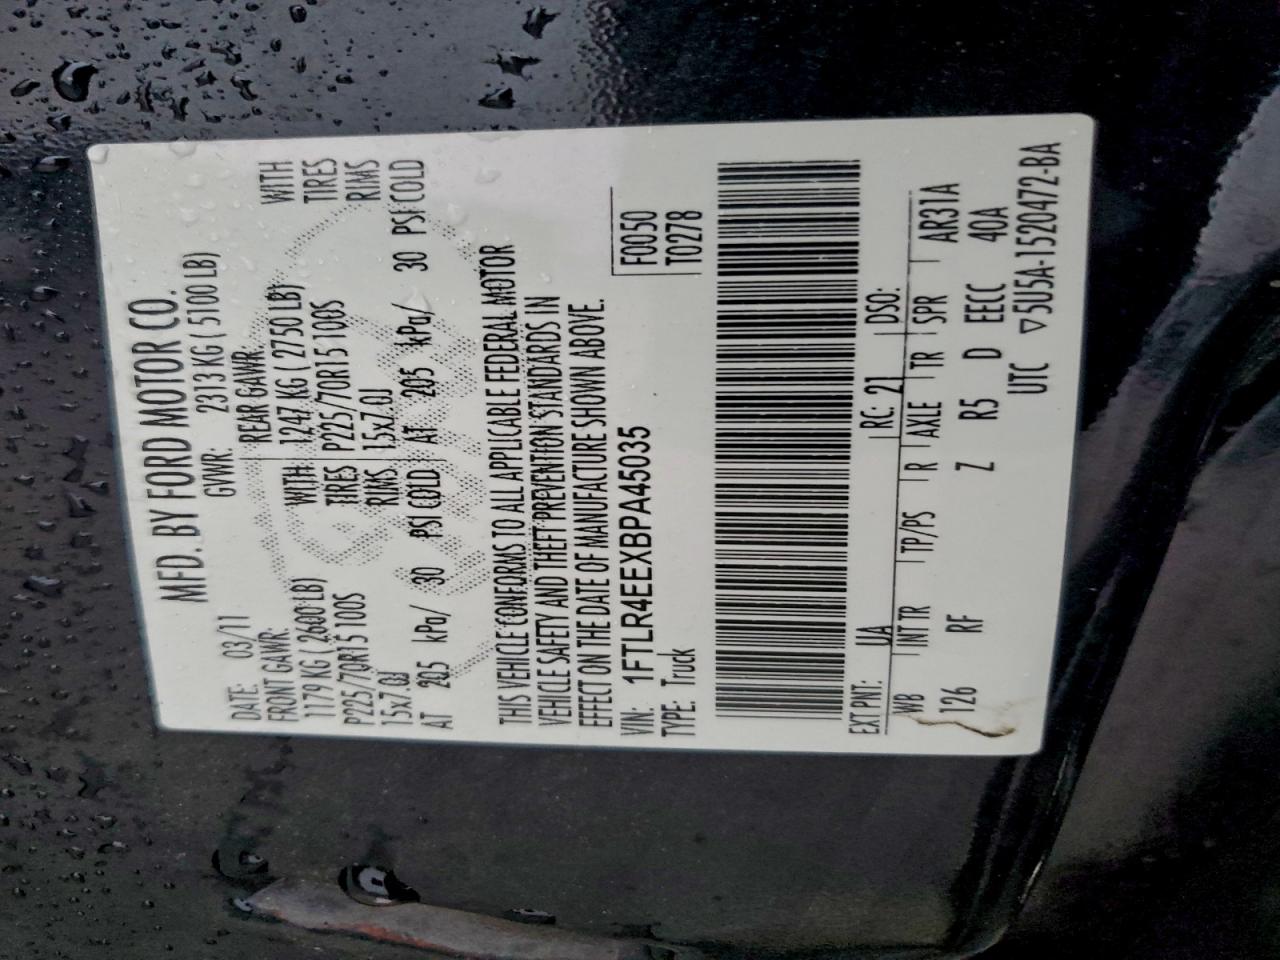 MFD. BY FORD MOTOR CO.
DATE: 03/11 GVWR: 2313 KG ( 5100 LB)
FRONT GAWR: REAR GAWR:
1179 KG ( 2600 LB) WITH 1247 KG ( 2750 LB) WITH
P225/70R15 100S TIRES P225/70R15 100S TIRES
15x7.0J RIMS 15x7.0J RIMS
AT 205 kPa/ 30 PSI COLD AT 205 kPa/ 30 PSI COLD
THIS VEHICLE CONFORMS TO ALL APPLICABLE FEDERAL MOTOR
VEHICLE SAFETY AND THEFT PREVENTION STANDARDS IN
EFFECT ON THE DATE OF MANUFACTURE SHOWN ABOVE.
VIN: 1FTLR4EEXBPA45035 F0050
TYPE: Truck T0278
EXT PNT: UA RC: 21 DSO:
WB INT TR TP/PS R AXLE TR SPR AR31A
126 RF Z R5 D EECC 40A
UTC ▽5U5A-1520472-BA